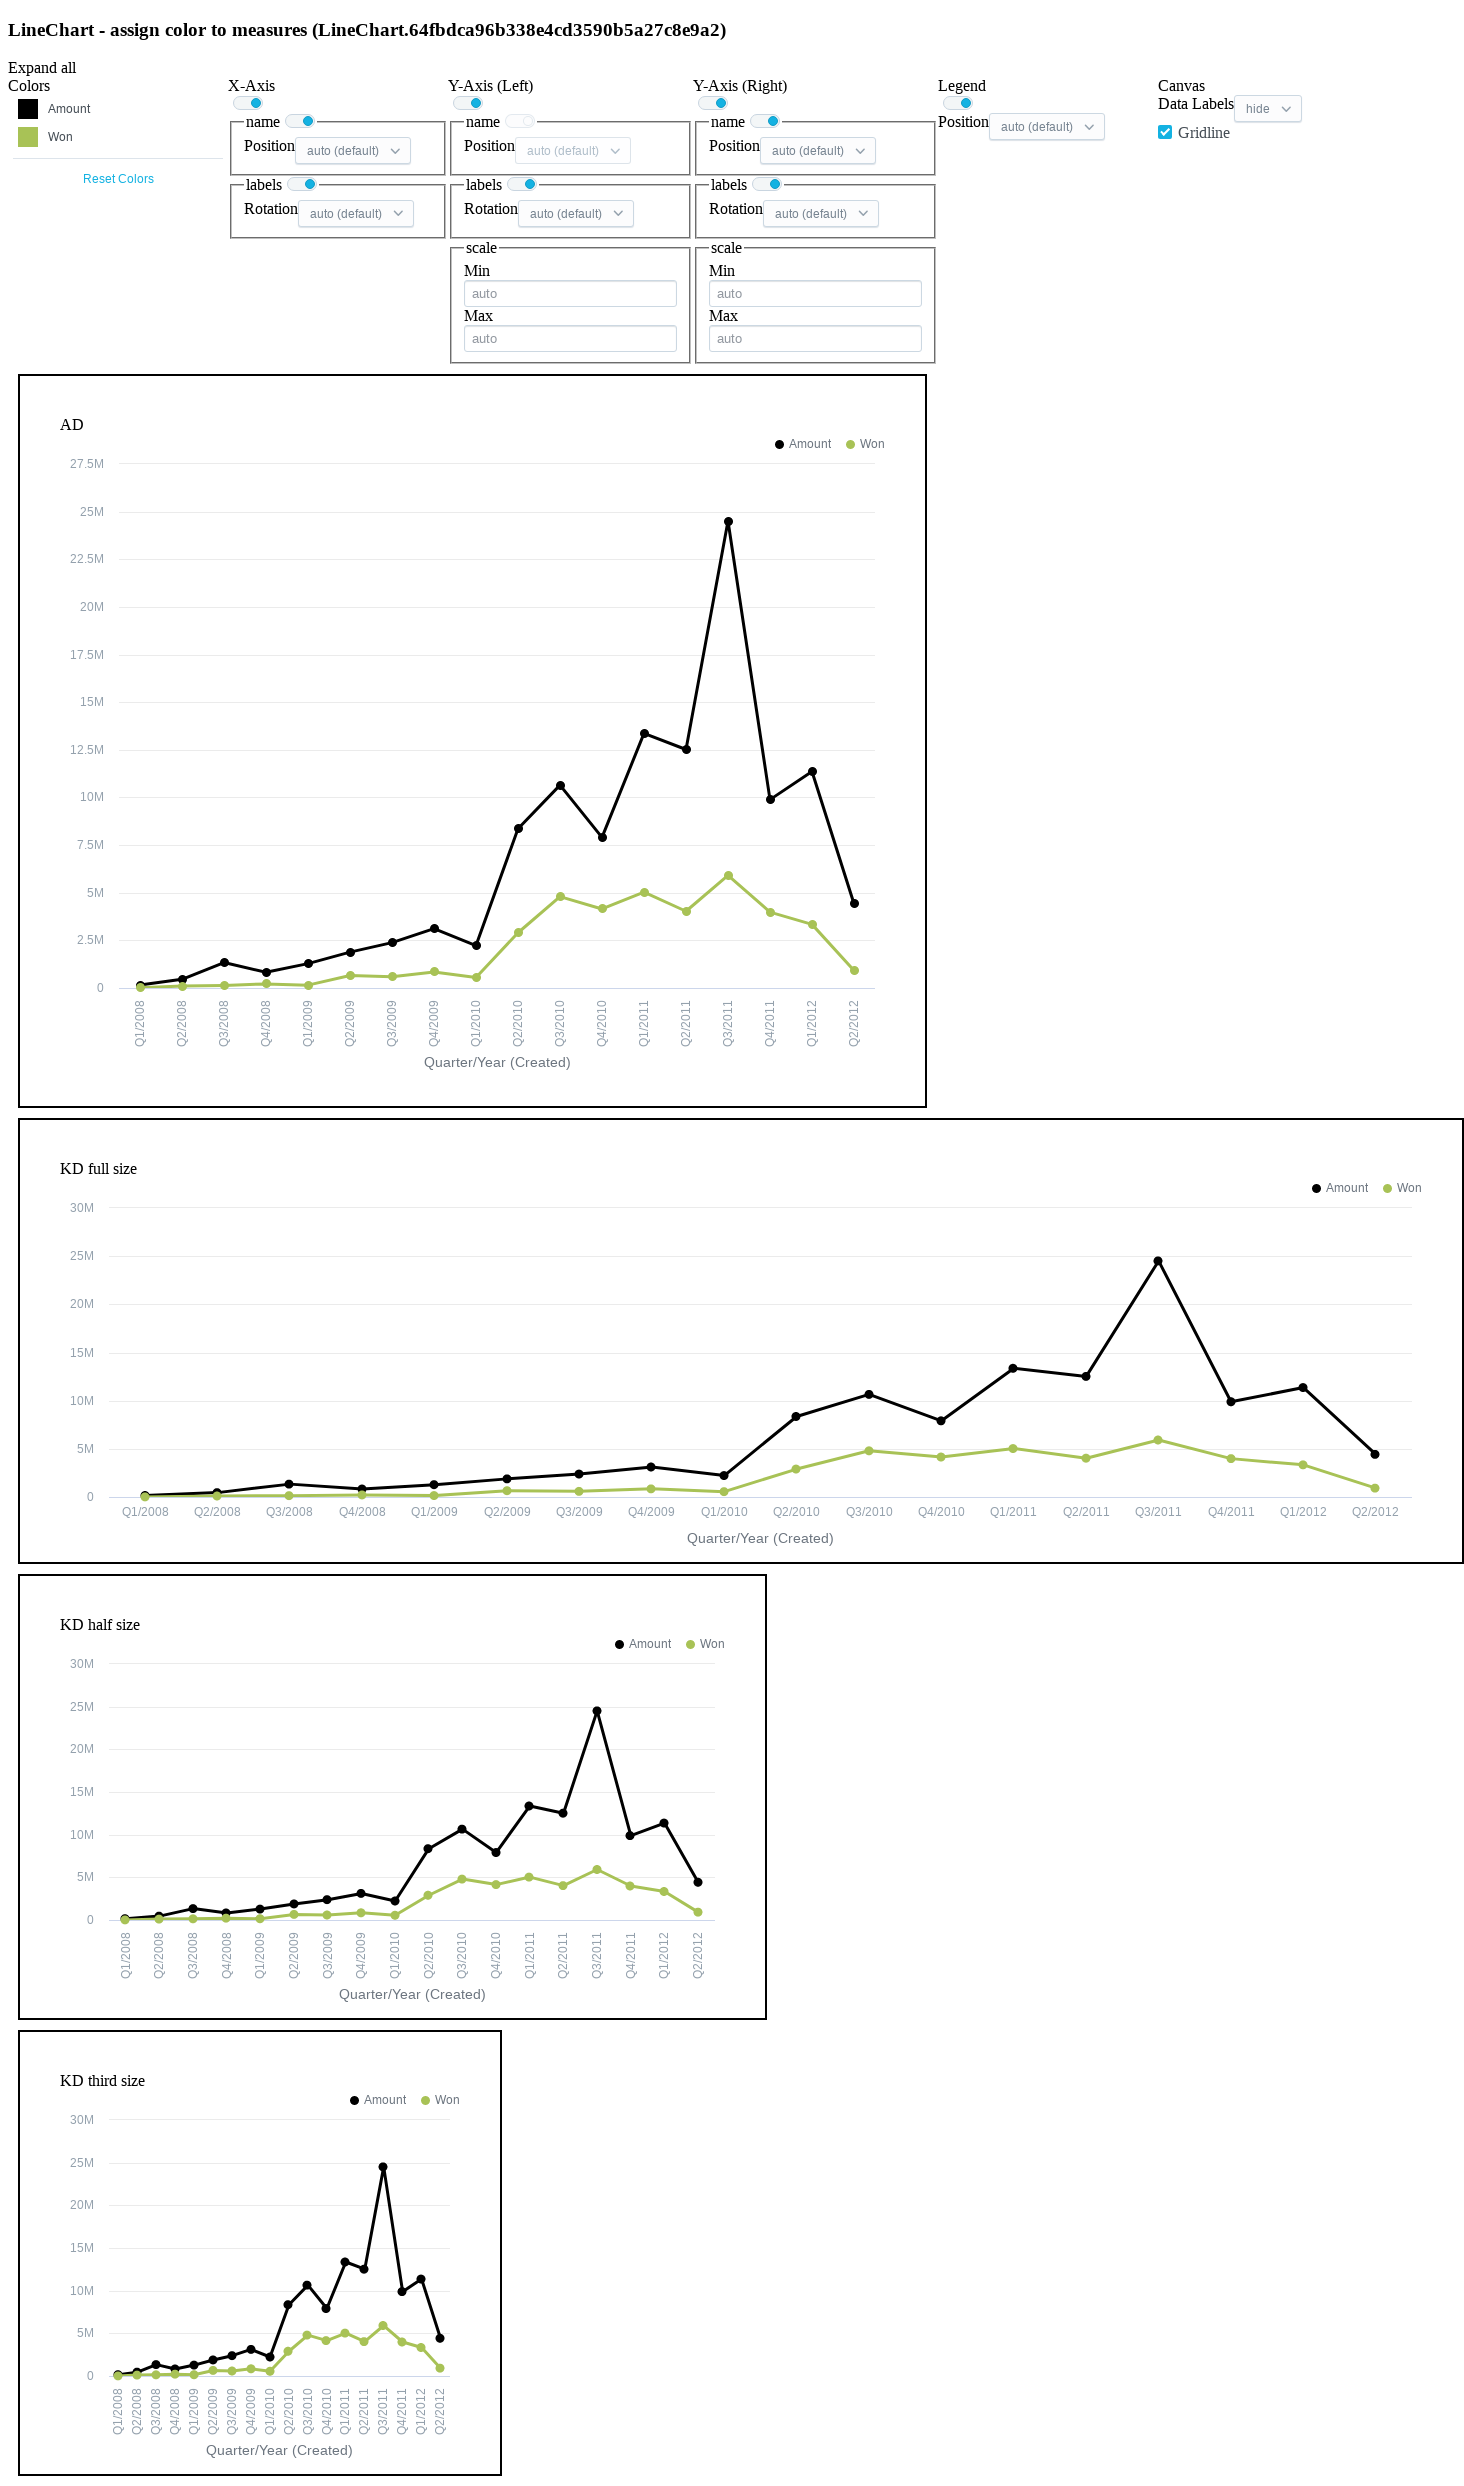 LineChart - assign color to measures (LineChart.64fbdca96b338e4cd3590b5a27c8e9a2)
Expand all
Colors
Amount
Won
Reset Colors
X-Axis
name
Position auto (default)
labels
Rotation auto (default)
Y-Axis (Left)
name
Position auto (default)
labels
Rotation auto (default)
scale
Min
auto
Max
auto
Y-Axis (Right)
name
Position auto (default)
labels
Rotation auto (default)
scale
Min
auto
Max
auto
Legend
Position auto (default)
Canvas
Data Labels hide
Gridline
AD
Amount Won
27.5M
25M
22.5M
20M
17.5M
15M
12.5M
10M
7.5M
5M
2.5M
0
Q1/2008 Q2/2008 Q3/2008 Q4/2008 Q1/2009 Q2/2009 Q3/2009 Q4/2009 Q1/2010 Q2/2010 Q3/2010 Q4/2010 Q1/2011 Q2/2011 Q3/2011 Q4/2011 Q1/2012 Q2/2012
Quarter/Year (Created)
KD full size
Amount Won
30M
25M
20M
15M
10M
5M
0
Q1/2008 Q2/2008 Q3/2008 Q4/2008 Q1/2009 Q2/2009 Q3/2009 Q4/2009 Q1/2010 Q2/2010 Q3/2010 Q4/2010 Q1/2011 Q2/2011 Q3/2011 Q4/2011 Q1/2012 Q2/2012
Quarter/Year (Created)
KD half size
Amount Won
30M
25M
20M
15M
10M
5M
0
Q1/2008 Q2/2008 Q3/2008 Q4/2008 Q1/2009 Q2/2009 Q3/2009 Q4/2009 Q1/2010 Q2/2010 Q3/2010 Q4/2010 Q1/2011 Q2/2011 Q3/2011 Q4/2011 Q1/2012 Q2/2012
Quarter/Year (Created)
KD third size
Amount Won
30M
25M
20M
15M
10M
5M
0
Q1/2008 Q2/2008 Q3/2008 Q4/2008 Q1/2009 Q2/2009 Q3/2009 Q4/2009 Q1/2010 Q2/2010 Q3/2010 Q4/2010 Q1/2011 Q2/2011 Q3/2011 Q4/2011 Q1/2012 Q2/2012
Quarter/Year (Created)